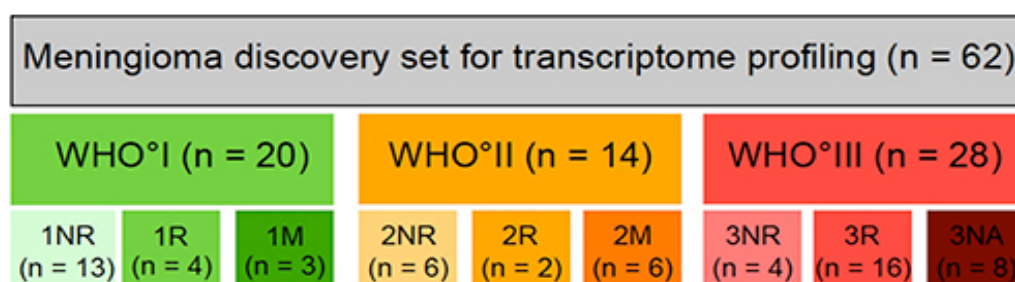 Meningioma discovery set for transcriptome profiling (n = 62)
WHO°I (n = 20) WHO°II (n = 14) WHO°III (n = 28)
1NR 1R 1M 2NR 2R 2M 3NR 3R 3NA
(n = 13) (n = 4) (n = 3) (n = 6) (n = 2) (n = 6) (n = 4) (n = 16) (n = 8)